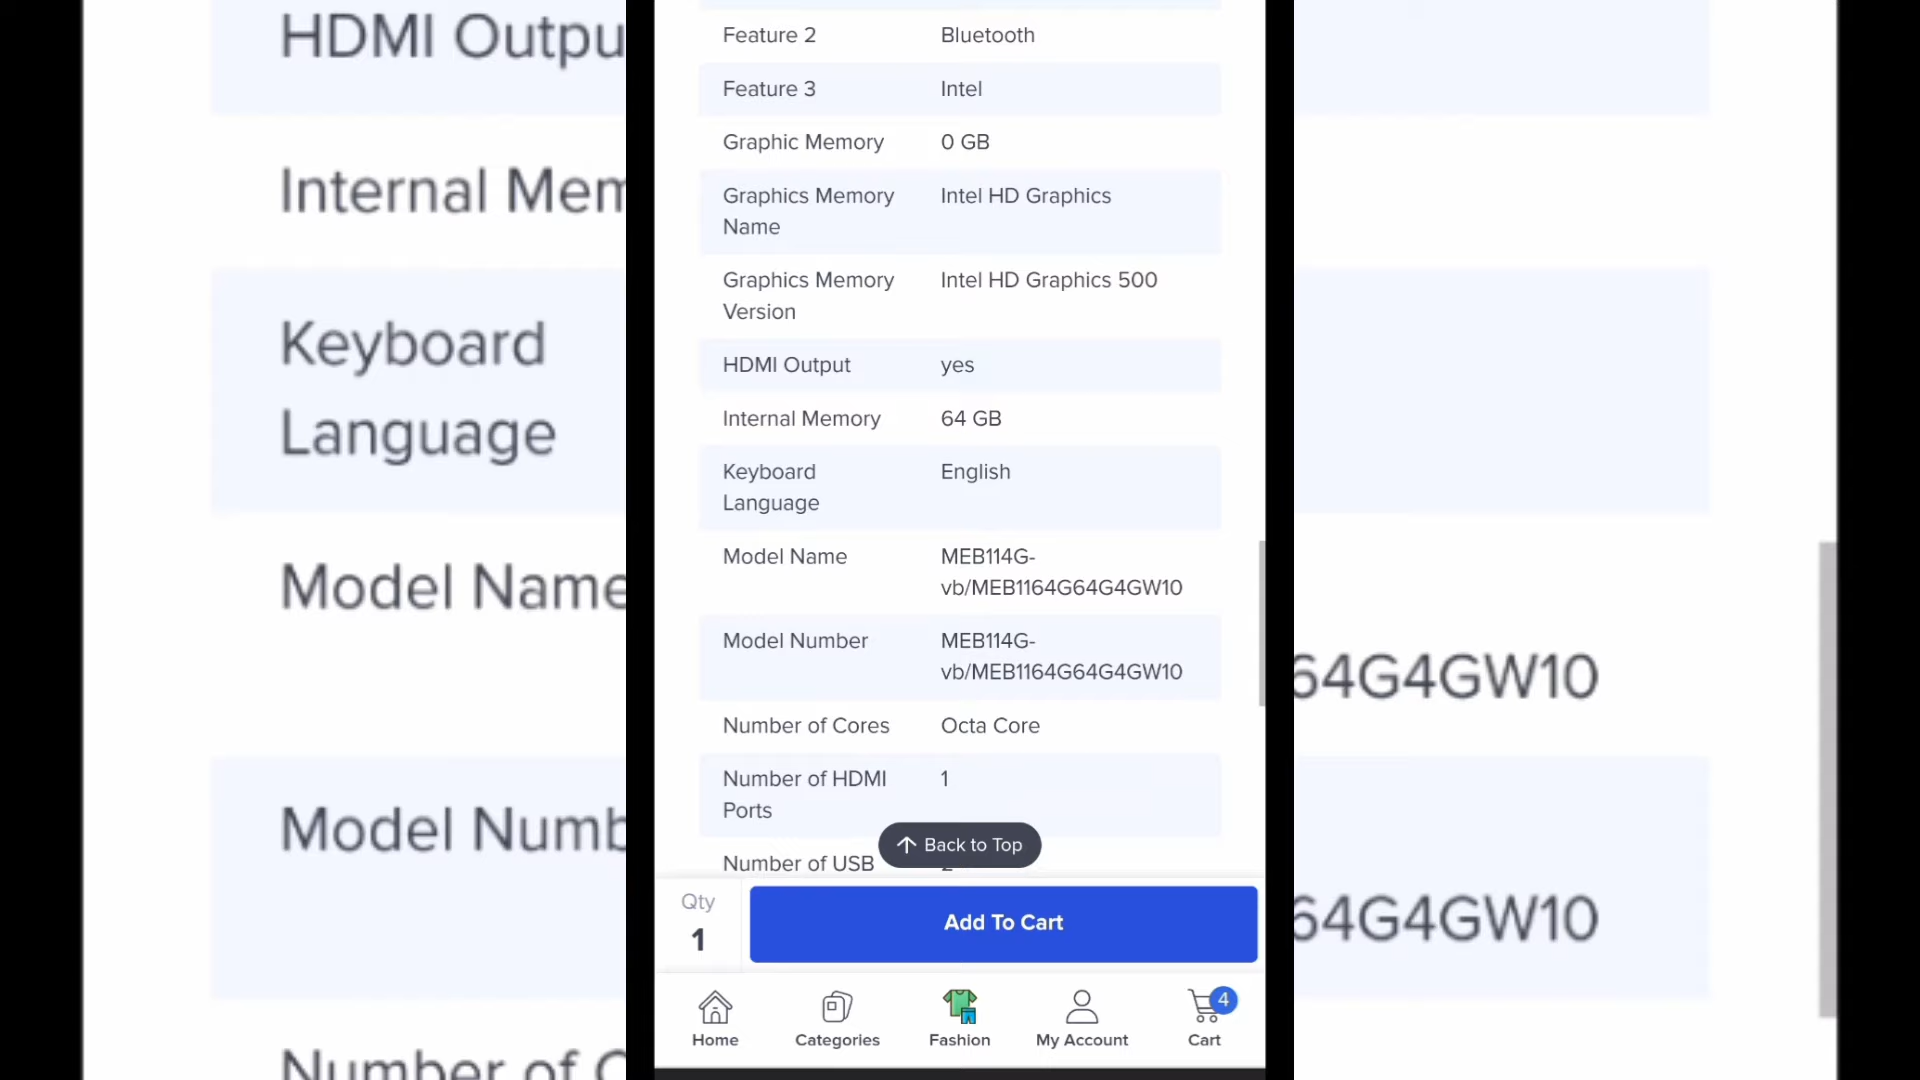 HDMI Outpu
Internal Mem
Keyboard
Language
Model Name
Model Numb
Number of C
Feature 2 Bluetooth
Feature 3 Intel
Graphic Memory 0 GB
Graphics Memory Intel HD Graphics
Name
Graphics Memory Intel HD Graphics 500
Version
HDMI Output yes
Internal Memory 64 GB
Keyboard English
Language
Model Name MEB114G-
vb/MEB1164G64G4GW10
Model Number MEB114G-
vb/MEB1164G64G4GW10
Number of Cores Octa Core
Number of HDMI 1
Ports
Back to Top
Number of USB
Qty
1
Add To Cart
4
Home Categories Fashion My Account Cart
64G4GW10
64G4GW10